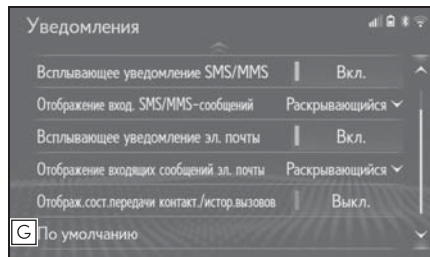 Уведомления
Всплывающее уведомление SMS/MMS Вкл.
Отображение вход. SMS/MMS-сообщений Раскрывающийся
Всплывающее уведомление эл. почты Вкл.
Отображение входящих сообщений эл. почты Раскрывающийся
Отображ.сост.передачи контакт./истор.вызовов Выкл.
G По умолчанию